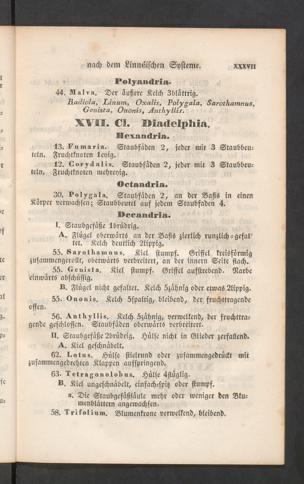 nach dem Linnéischen Systeme. XXXVII
Polyandria.
44. Malva. Der äußere Kelch 3blättrig.
Radiola, Linum, Oxalis, Polygala, Sarothamnus,
Genista, Ononis, Anthyllis.
XVII. Cl. Diadelphia.
Hexandria.
13. Fumaria. Staubfäden 2, jeder mit 3 Staubbeu-
teln. Fruchtknoten 1eiig.
12. Corydalis. Staubfäden 2, jeder mit 3 Staubbeu-
teln. Fruchtknoten mehreiig.
Octandria.
30. Polygala. Staubfäden 2, an der Basis in einen
Körper verwachsen; Staubbeutel auf jedem Staubfaden 4.
Decandria.
I. Staubgefäße 1brüdrig.
A. Flügel oberwärts an der Basis zierlich runzlich-gefal-
tet. Kelch deutlich 2lippig.
55. Sarothamnus. Kiel stumpf. Griffel kreisförmig
zusammengerollt, oberwärts verbreitert, an der innern Seite flach.
55. Genista. Kiel stumpf. Griffel aufstrebend. Narbe
einwärts abschüssig.
B. Flügel nicht gefaltet. Kelch 5zähnig oder etwas 2lippig.
55. Ononis. Kelch 5spaltig, bleibend, der fruchttragende
offen.
56. Anthyllis. Kelch 5zähnig, verwelkend, der fruchttra-
gende geschlossen. Staubfäden oberwärts verbreitert.
II. Staubgefäße 2brüdrig. Hülse nicht in Glieder zerfallend.
A. Kiel geschnäbelt.
62. Lotus. Hülse stielrund oder zusammengedrückt mit
zusammengedrehten Klappen aufspringend.
63. Tetragonolobus. Hülse 4flüglig.
B. Kiel ungeschnäbelt, einfach-spitz oder stumpf.
a. Die Staubgefäßsäule mehr oder weniger den Blu-
menblättern angewachsen.
58. Trifolium. Blumenkrone verwelkend, bleibend.